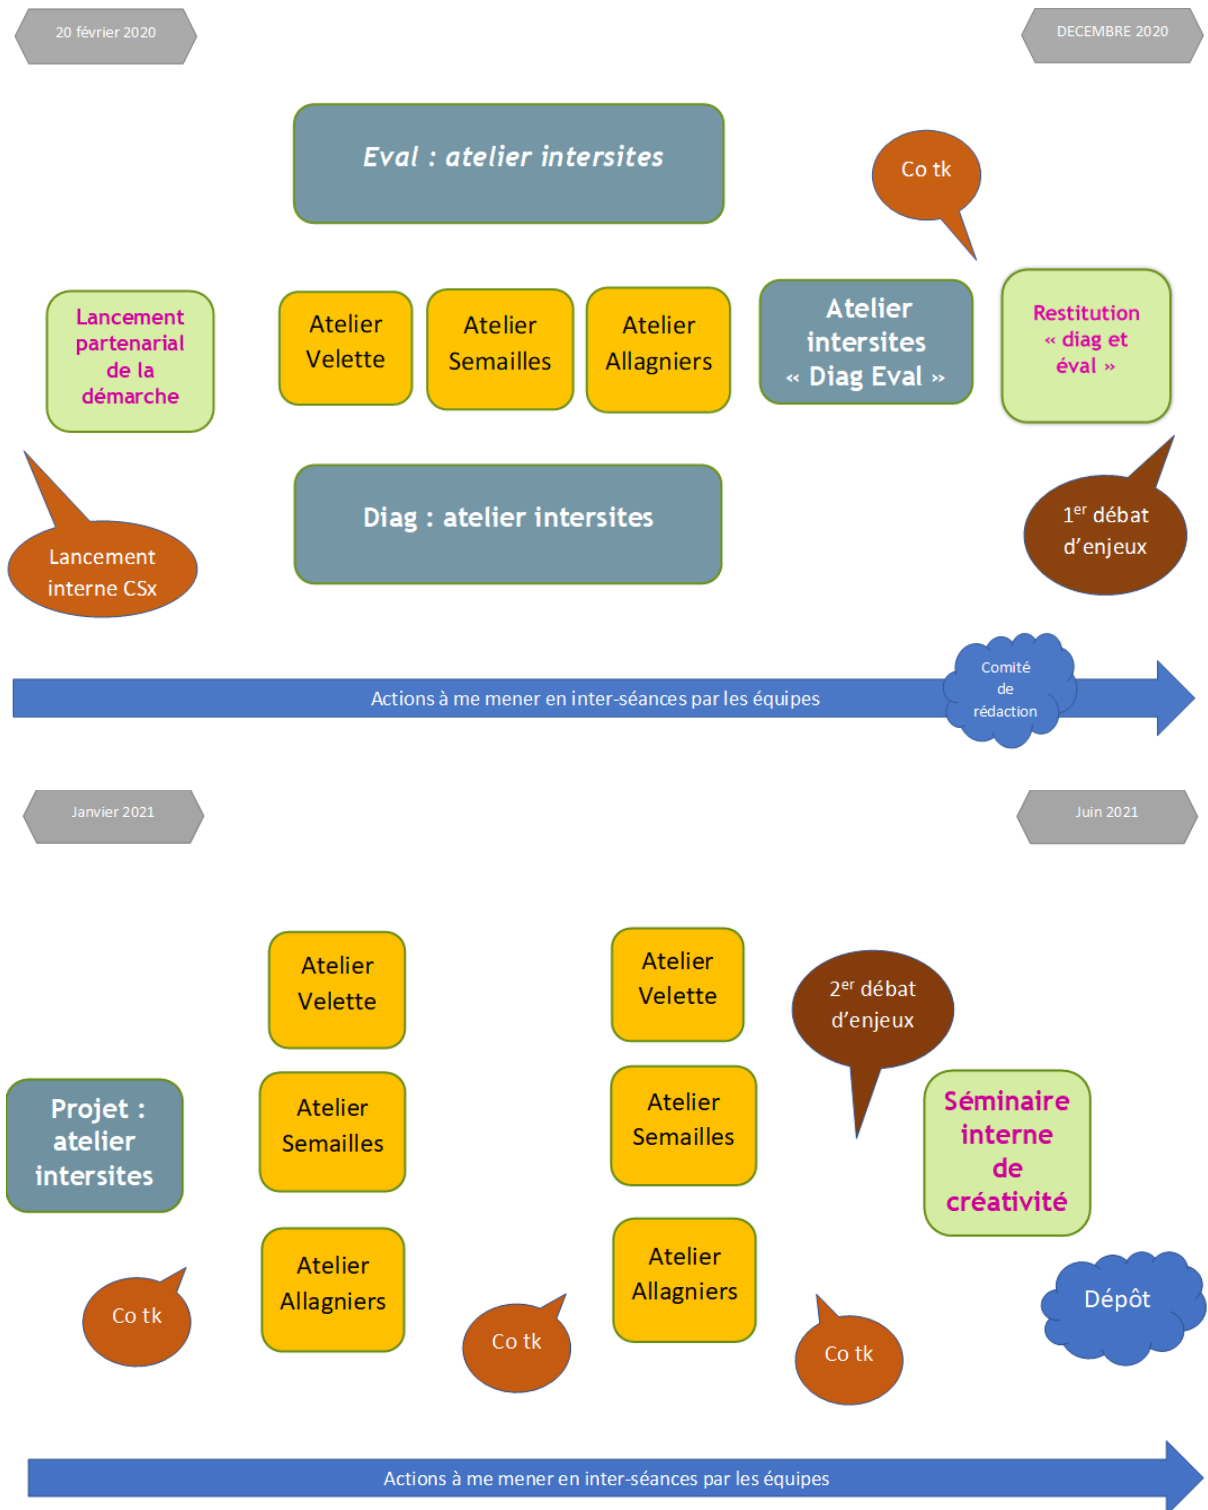 20 février 2020
DECEMBRE 2020
Eval : atelier intersites
Co tk
Lancement
partenarial
de la
démarche
Atelier
Velette
Atelier
Semailles
Atelier
Allagniers
Atelier
intersites
« Diag Eval »
Restitution
« diag et
éval »
Diag : atelier intersites
Lancement
interne CSx
1er débat
d’enjeux
Comité
de
rédaction
Actions à me mener en inter-séances par les équipes
Janvier 2021
Juin 2021
Atelier
Velette
Atelier
Velette
2er débat
d’enjeux
Projet :
atelier
intersites
Atelier
Semailles
Atelier
Semailles
Séminaire
interne
de
créativité
Atelier
Allagniers
Atelier
Allagniers
Co tk
Co tk
Co tk
Dépôt
Actions à me mener en inter-séances par les équipes